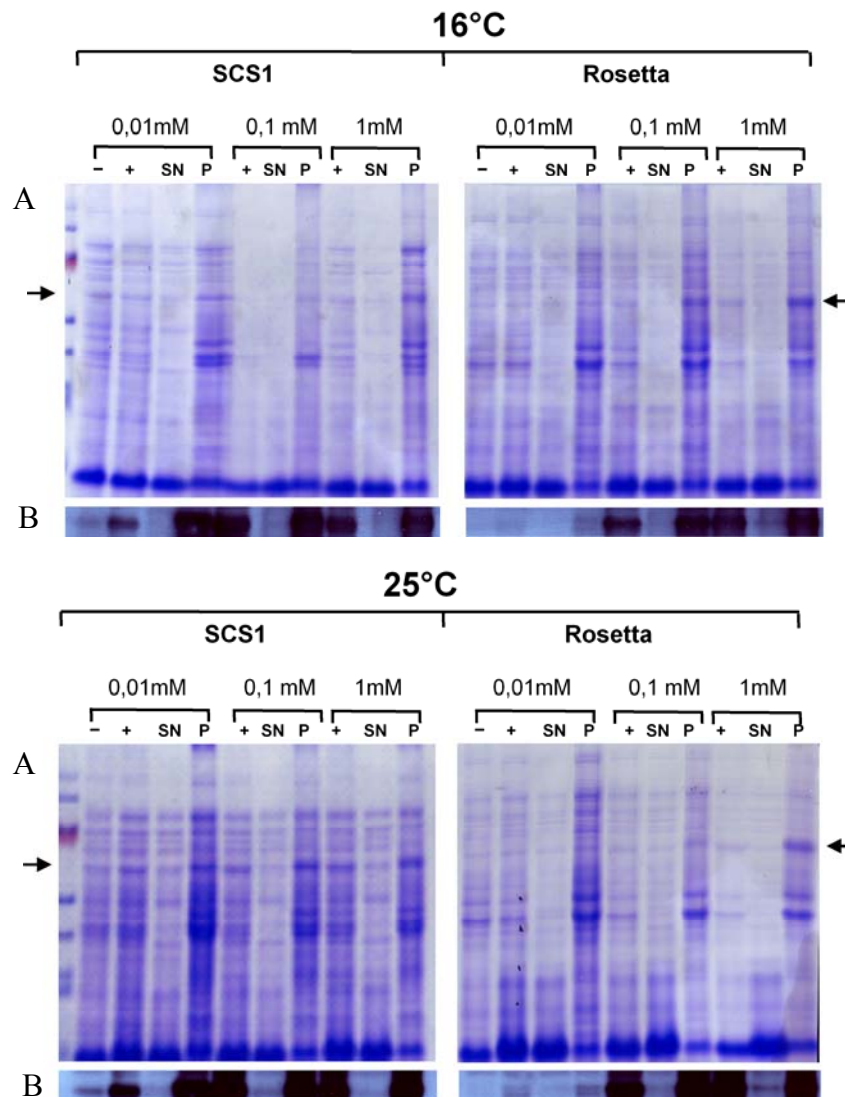 16°C
SCS1 Rosetta
0,01mM 0,1 mM 1mM 0,01mM 0,1 mM 1mM
− + SN P + SN P + SN P − + SN P + SN P + SN P
A
B
25°C
SCS1 Rosetta
0,01mM 0,1 mM 1mM 0,01mM 0,1 mM 1mM
− + SN P + SN P + SN P − + SN P + SN P + SN P
A
B